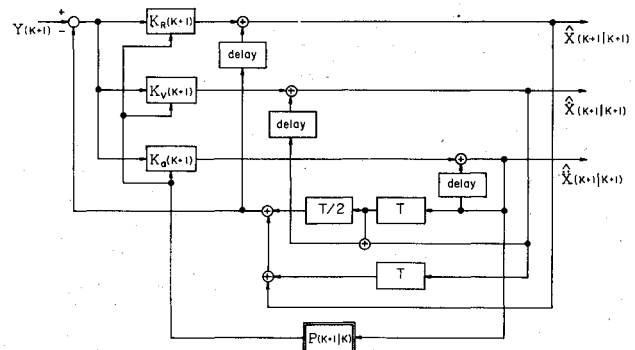 +
Y(K+1)
-
K_R(K+1)
X̂(K+1|K+1)
delay
K_V(K+1)
Ẋ̂(K+1|K+1)
delay
K_a(K+1)
Ẍ̂(K+1|K+1)
delay
T/2
T
T
P(K+1|K)